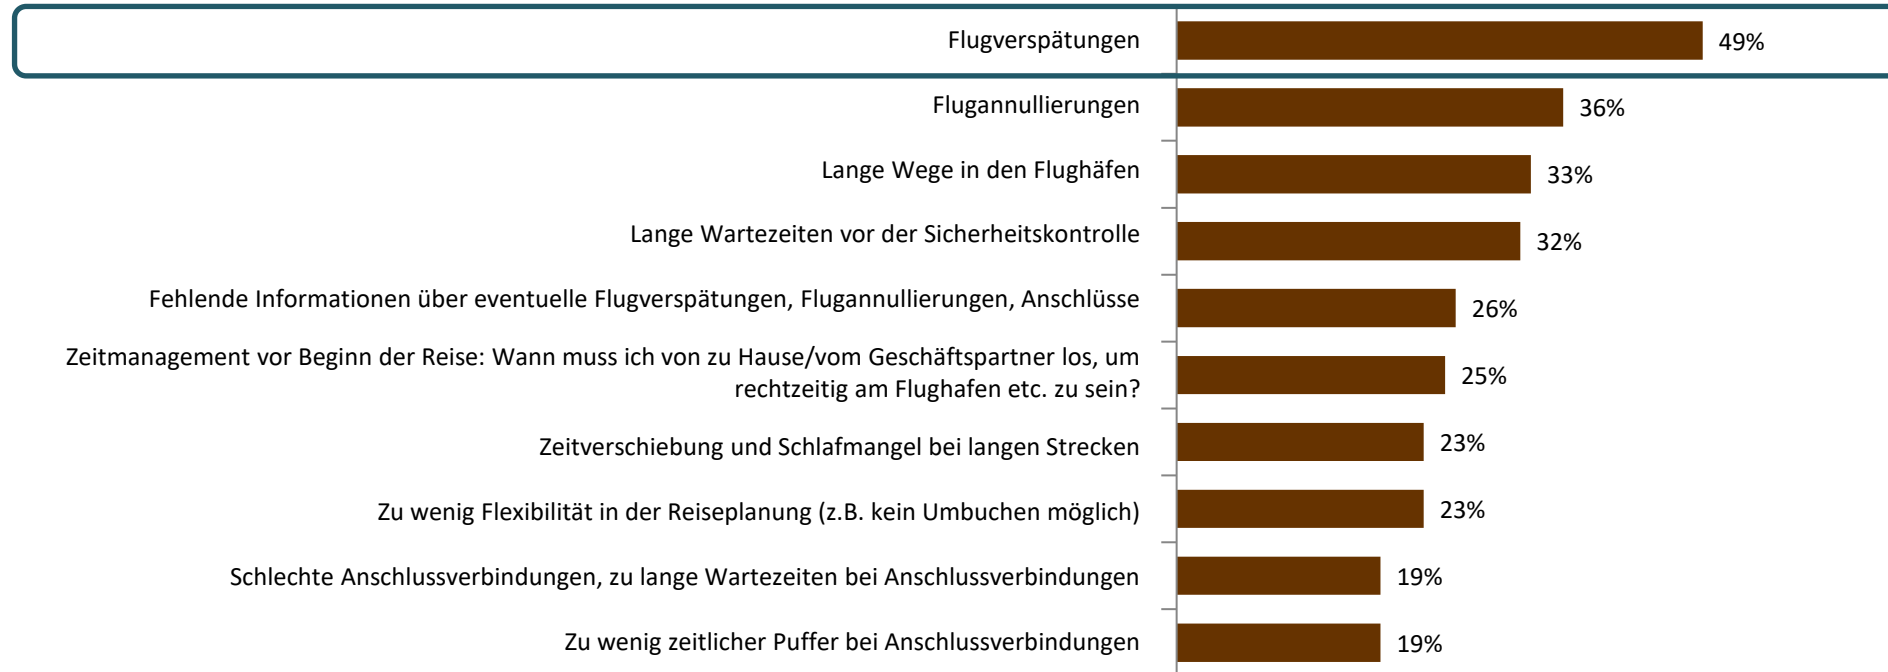 Flugverspätungen 49%
Flugannullierungen 36%
Lange Wege in den Flughäfen 33%
Lange Wartezeiten vor der Sicherheitskontrolle 32%
Fehlende Informationen über eventuelle Flugverspätungen, Flugannullierungen, Anschlüsse 26%
Zeitmanagement vor Beginn der Reise: Wann muss ich von zu Hause/vom Geschäftspartner los, um
rechtzeitig am Flughafen etc. zu sein? 25%
Zeitverschiebung und Schlafmangel bei langen Strecken 23%
Zu wenig Flexibilität in der Reiseplanung (z.B. kein Umbuchen möglich) 23%
Schlechte Anschlussverbindungen, zu lange Wartezeiten bei Anschlussverbindungen 19%
Zu wenig zeitlicher Puffer bei Anschlussverbindungen 19%